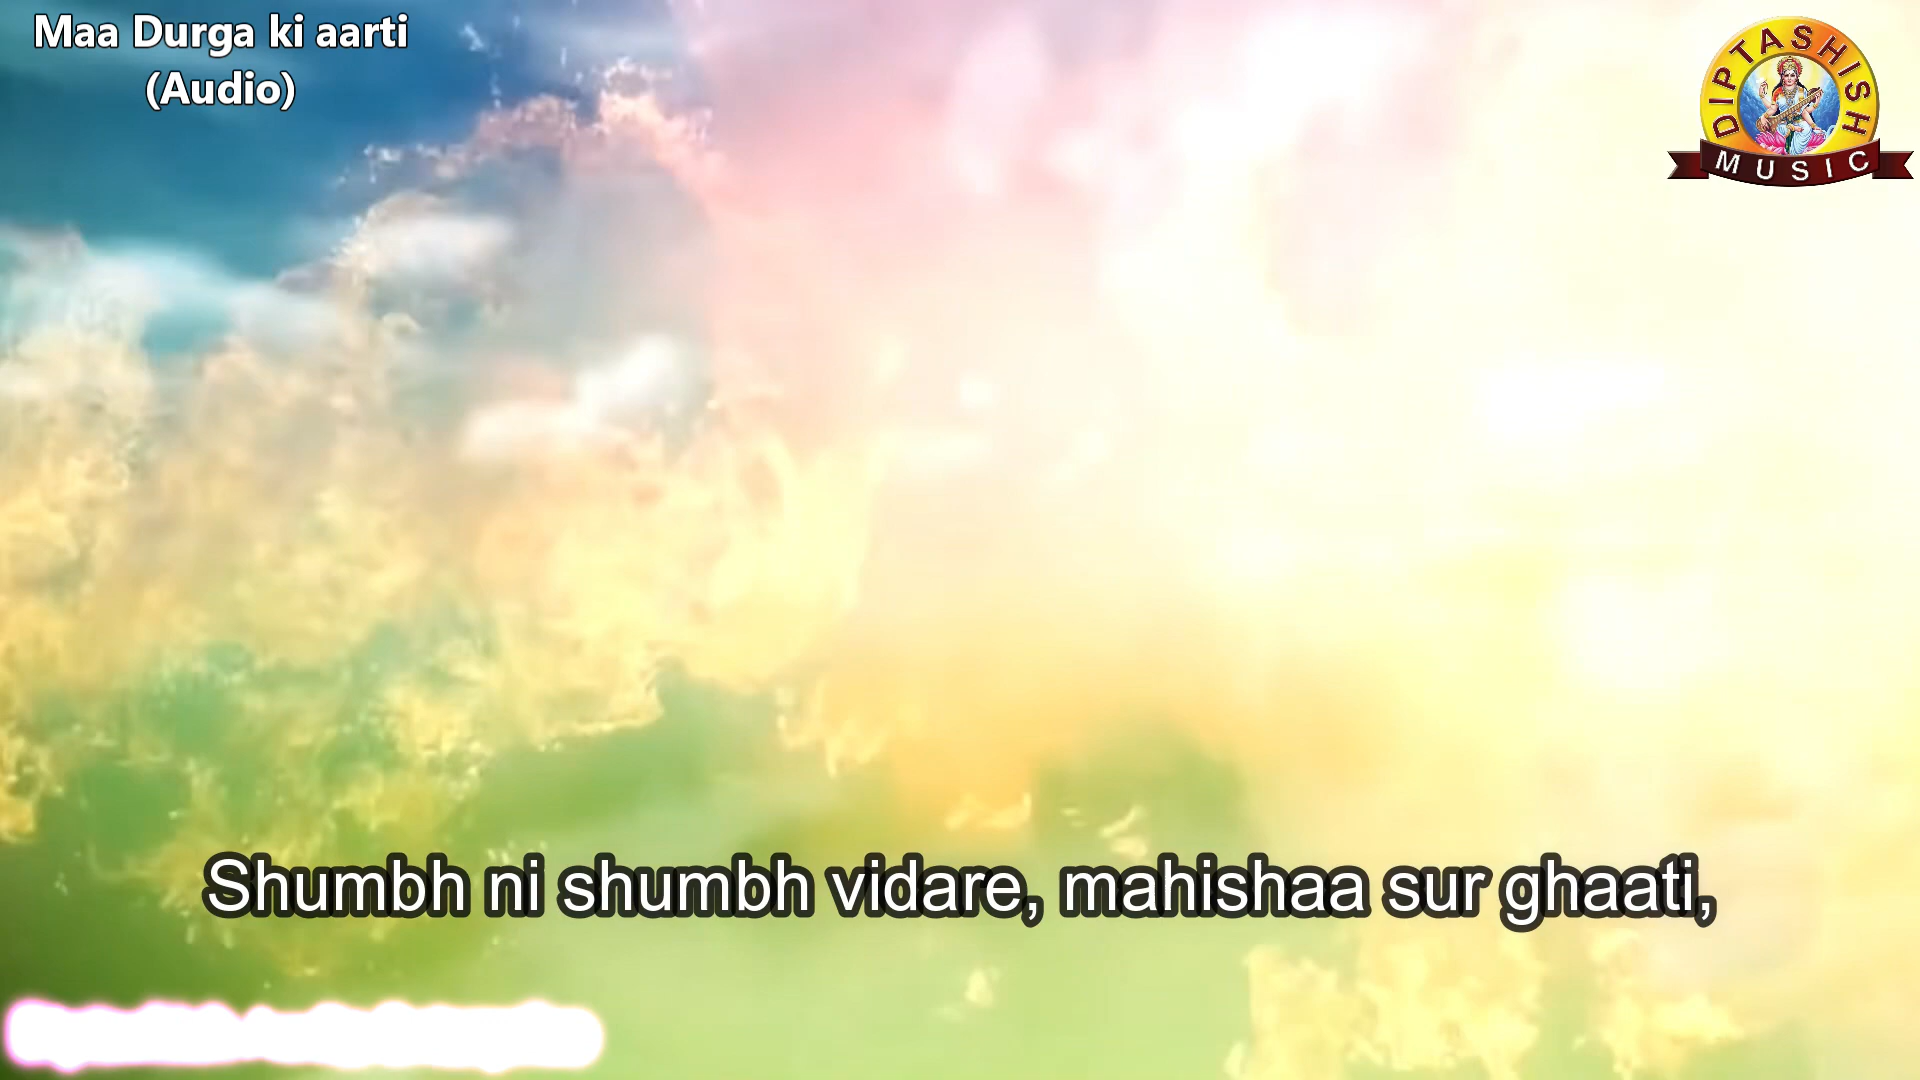 Maa Durga ki aarti
(Audio)
DIPTASHISH
MUSIC
Shumbh ni shumbh vidare, mahishaa sur ghaati,